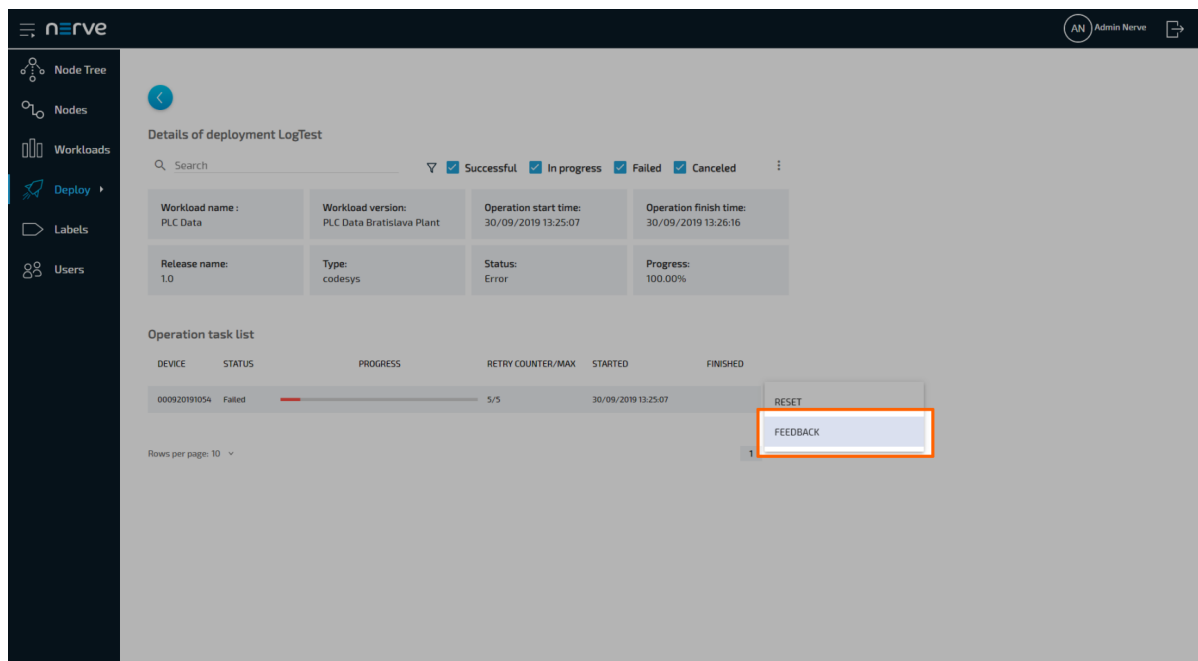 nerve
AN Admin Nerve
Node Tree
Nodes
Workloads
Deploy
Labels
Users
Details of deployment LogTest
Search
Successful In progress Failed Canceled
Workload name :
PLC Data
Workload version:
PLC Data Bratislava Plant
Operation start time:
30/09/2019 13:25:07
Operation finish time:
30/09/2019 13:26:16
Release name:
1.0
Type:
codesys
Status:
Error
Progress:
100.00%
Operation task list
DEVICE STATUS PROGRESS RETRY COUNTER/MAX STARTED FINISHED
000920191054 Failed 5/5 30/09/2019 13:25:07
RESET
FEEDBACK
Rows per page: 10 1